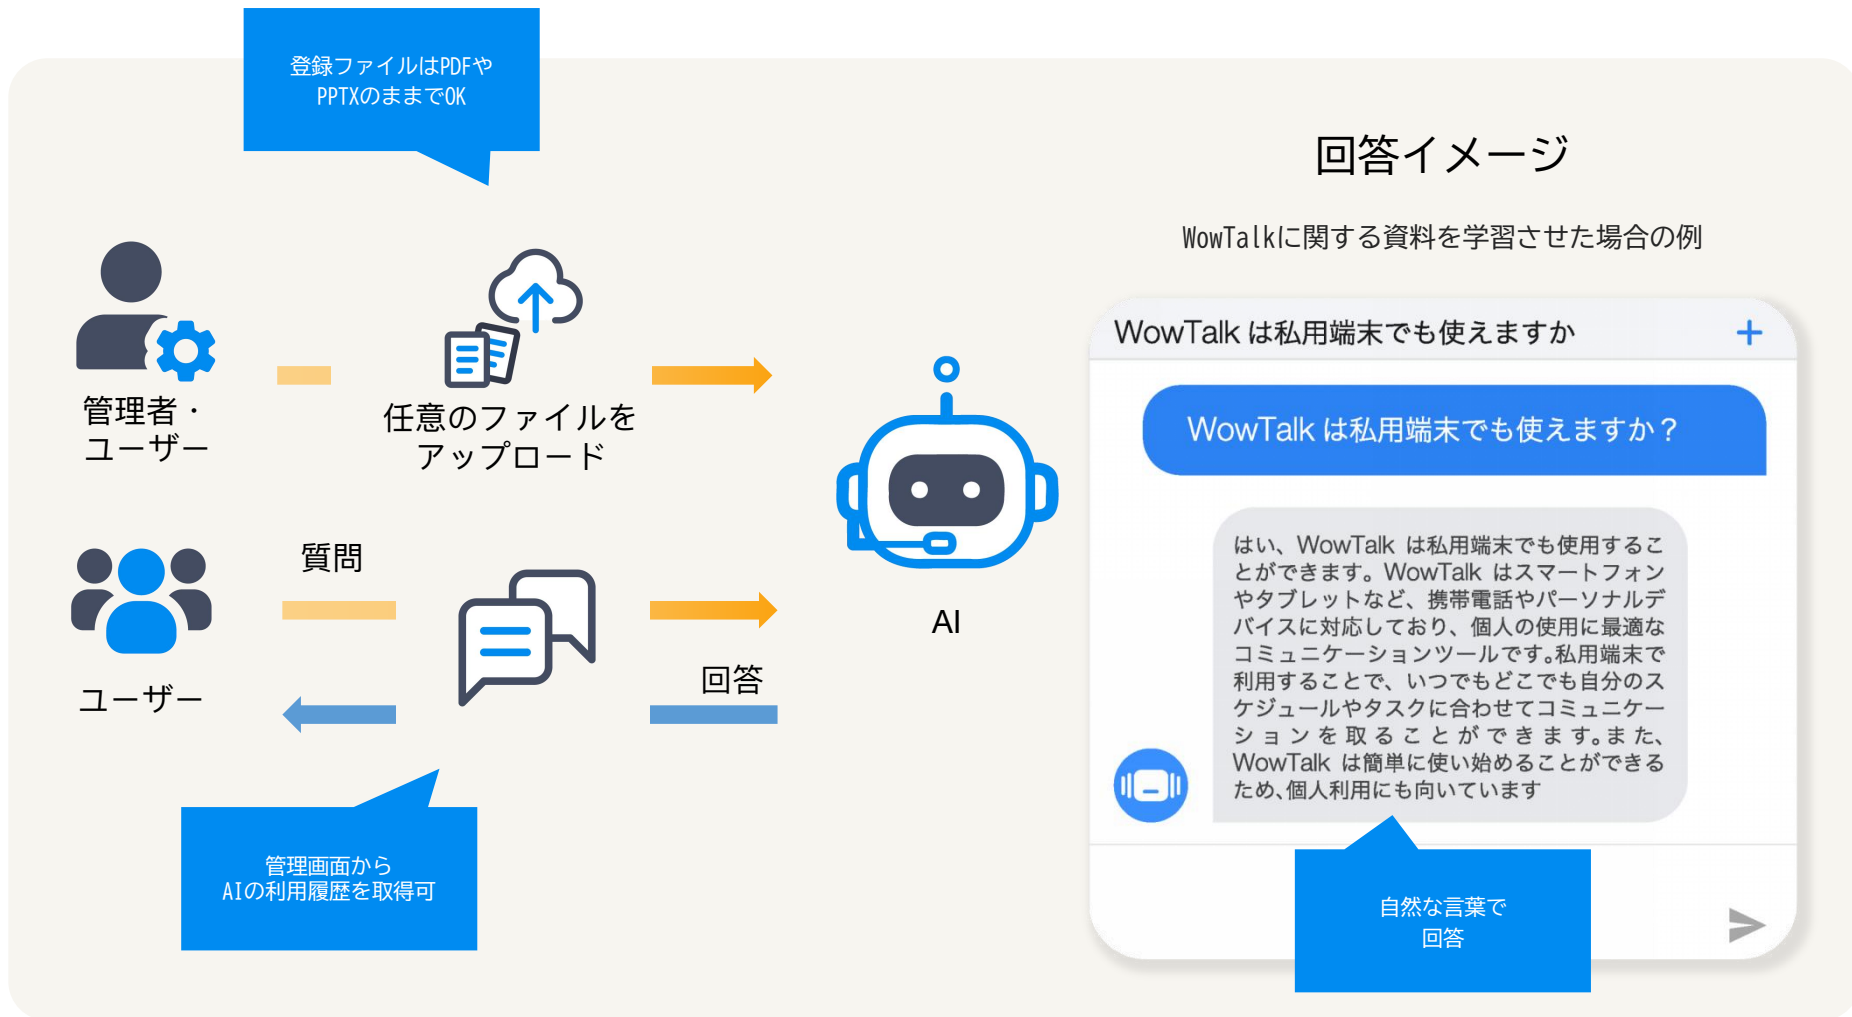 登録ファイルはPDFや
PPTXのままでOK
管理者・
ユーザー
任意のファイルを
アップロード
質問
ユーザー
回答
AI
管理画面から
AIの利用履歴を取得可
回答イメージ
WowTalkに関する資料を学習させた場合の例
WowTalk は私用端末でも使えますか
WowTalk は私用端末でも使えますか？
はい、WowTalk は私用端末でも使用するこ
とができます。WowTalk はスマートフォン
やタブレットなど、携帯電話やパーソナルデ
バイスに対応しており、個人の使用に最適な
コミュニケーションツールです。私用端末で
利用することで、いつでもどこでも自分のス
ケジュールやタスクに合わせてコミュニケー
ションを取ることができます。また、
WowTalk は簡単に使い始めることができる
ため、個人利用にも向いています
自然な言葉で
回答